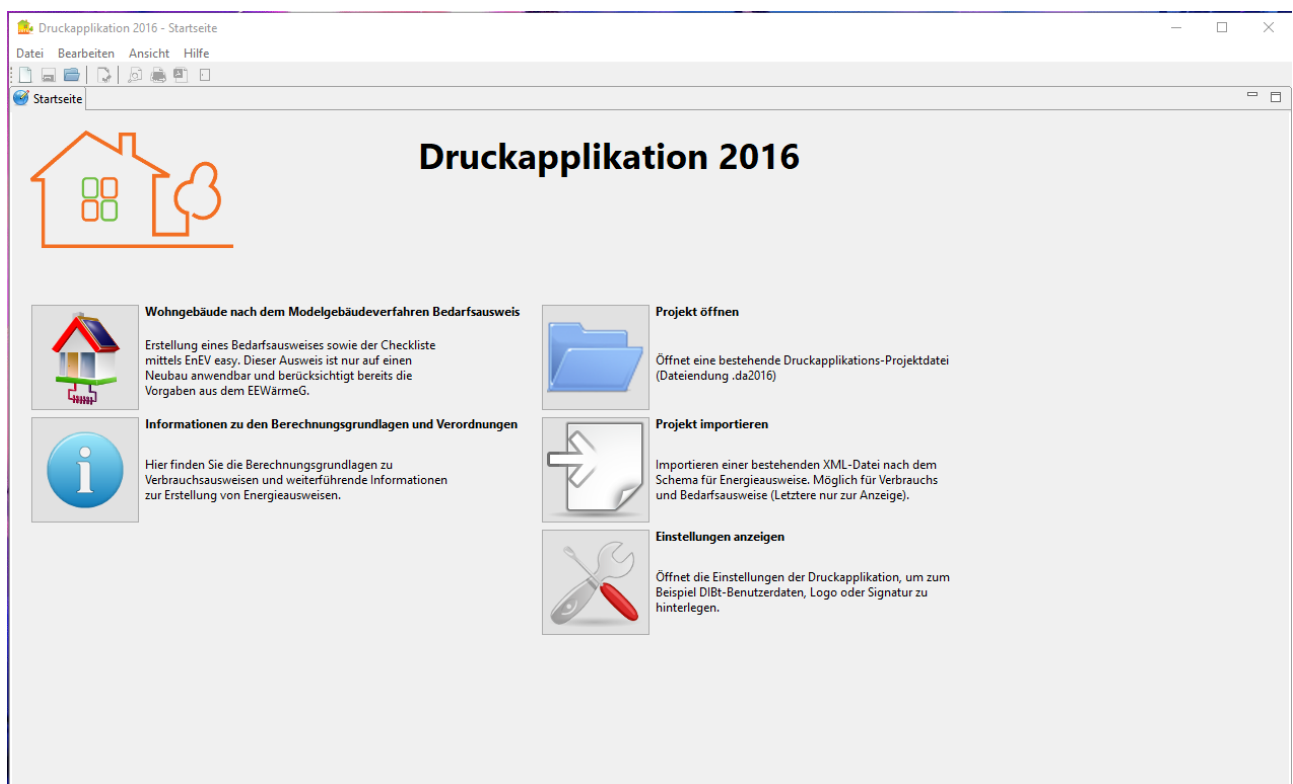 Druckapplikation 2016 - Startseite
Datei Bearbeiten Ansicht Hilfe
Startseite
Druckapplikation 2016
Wohngebäude nach dem Modelgebäudeverfahren Bedarfsausweis
Erstellung eines Bedarfsausweises sowie der Checkliste
mittels EnEV easy. Dieser Ausweis ist nur auf einen
Neubau anwendbar und berücksichtigt bereits die
Vorgaben aus dem EEWärmeG.
Informationen zu den Berechnungsgrundlagen und Verordnungen
Hier finden Sie die Berechnungsgrundlagen zu
Verbrauchsausweisen und weiterführende Informationen
zur Erstellung von Energieausweisen.
Projekt öffnen
Öffnet eine bestehende Druckapplikations-Projektdatei
(Dateiendung .da2016)
Projekt importieren
Importieren einer bestehenden XML-Datei nach dem
Schema für Energieausweise. Möglich für Verbrauchs
und Bedarfsausweise (Letztere nur zur Anzeige).
Einstellungen anzeigen
Öffnet die Einstellungen der Druckapplikation, um zum
Beispiel DIBt-Benutzerdaten, Logo oder Signatur zu
hinterlegen.